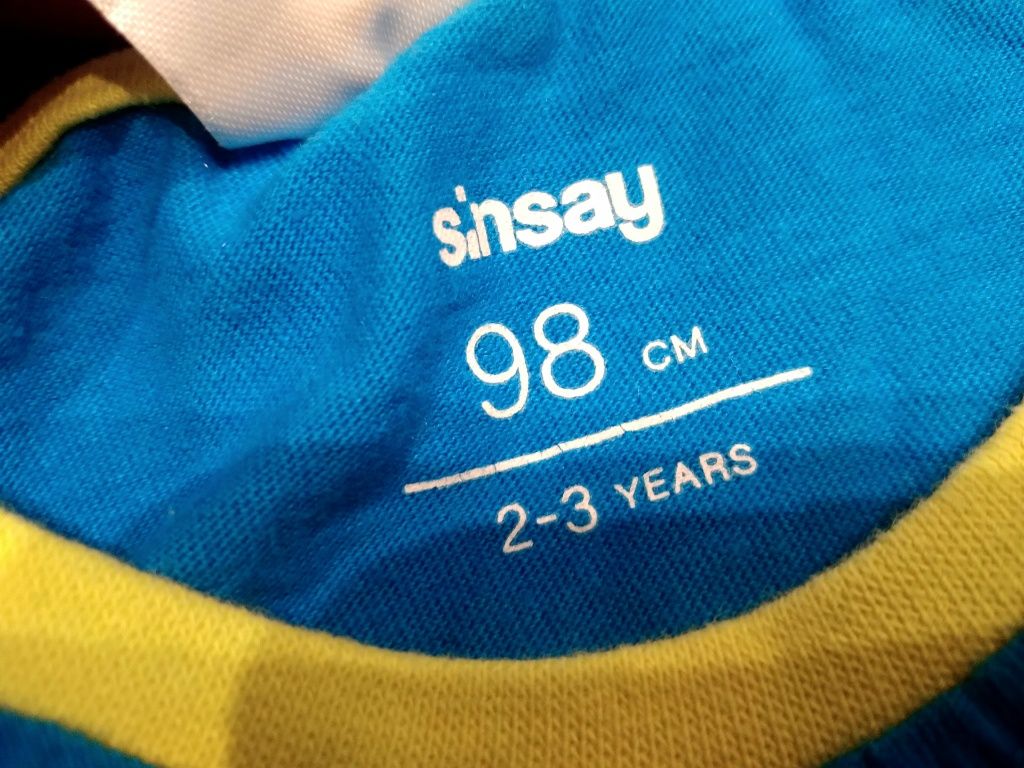 sinsay
98 CM
2-3 YEARS